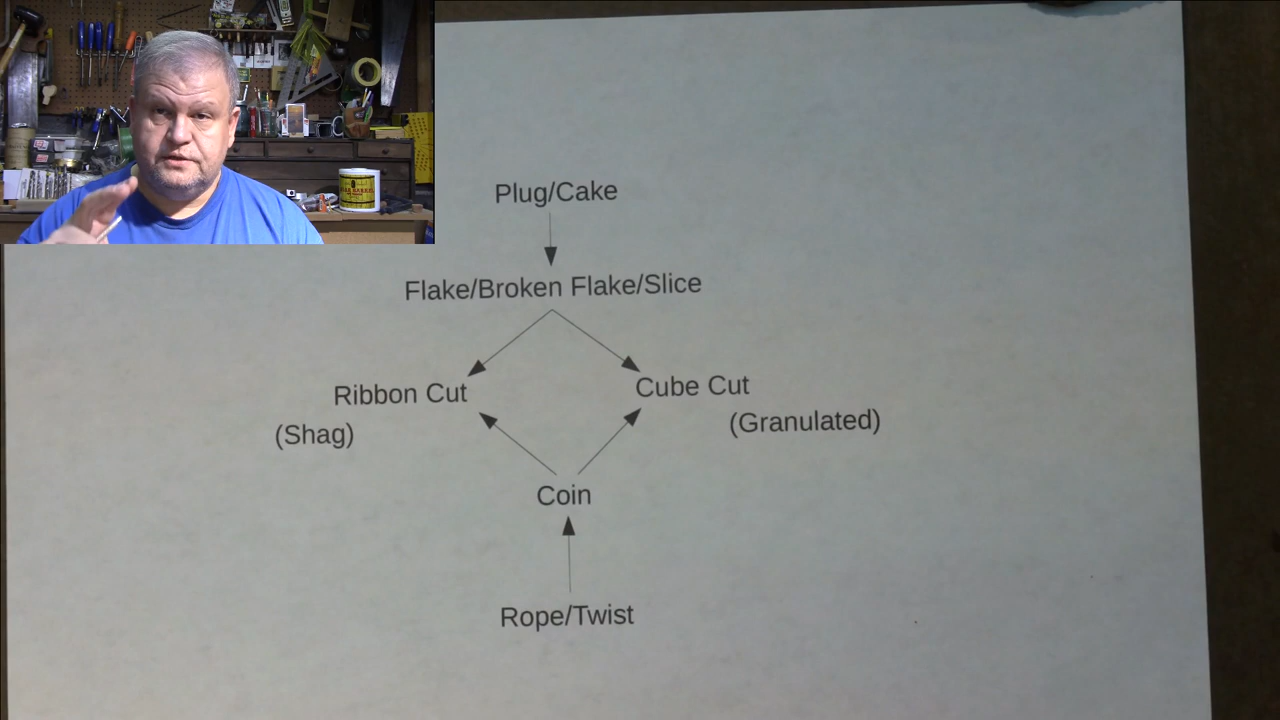 Plug/Cake
Flake/Broken Flake/Slice
Ribbon Cut
Cube Cut
(Shag)
(Granulated)
Coin
Rope/Twist